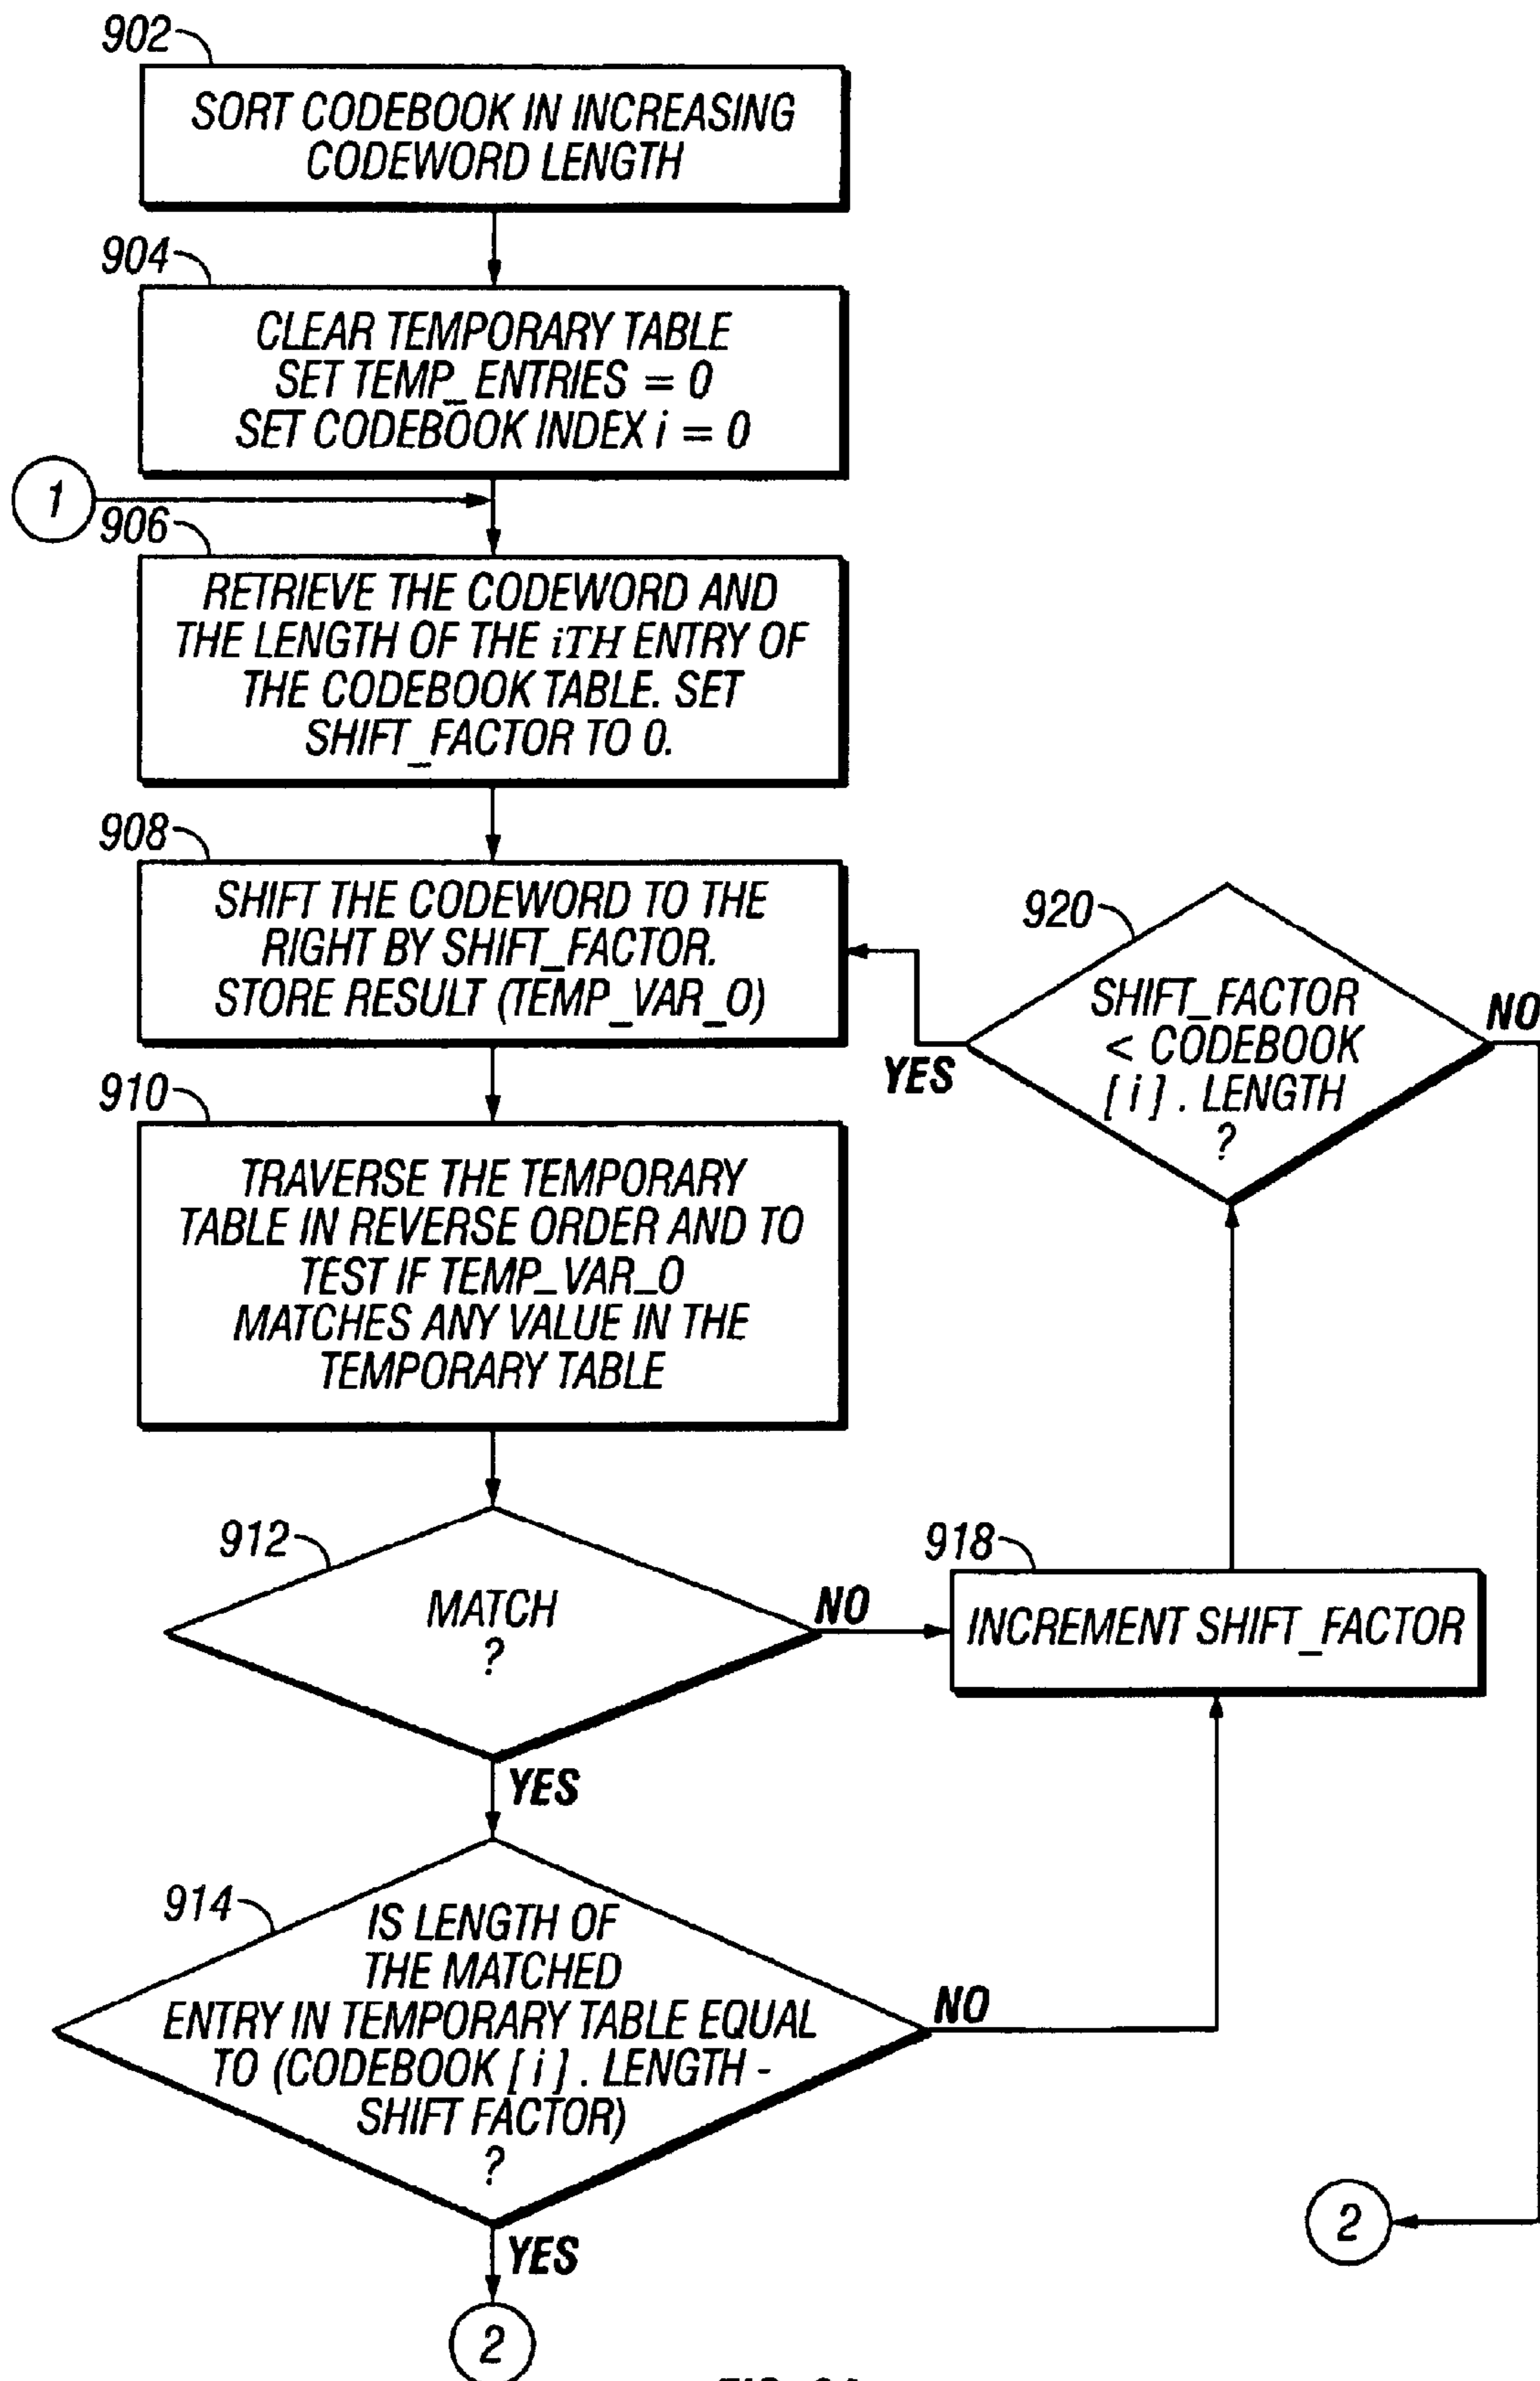 902
SORT CODEBOOK IN INCREASING
CODEWORD LENGTH
904
CLEAR TEMPORARY TABLE
SET TEMP_ENTRIES = 0
SET CODEBOOK INDEX i = 0
1
906
RETRIEVE THE CODEWORD AND
THE LENGTH OF THE iTH ENTRY OF
THE CODEBOOK TABLE. SET
SHIFT_FACTOR TO 0.
908
SHIFT THE CODEWORD TO THE
RIGHT BY SHIFT_FACTOR.
STORE RESULT (TEMP_VAR_0)
920
SHIFT_FACTOR
< CODEBOOK
[ i ] . LENGTH
?
NO
YES
910
TRAVERSE THE TEMPORARY
TABLE IN REVERSE ORDER AND TO
TEST IF TEMP_VAR_0
MATCHES ANY VALUE IN THE
TEMPORARY TABLE
912
MATCH
?
NO
918
INCREMENT SHIFT_FACTOR
YES
914
IS LENGTH OF
THE MATCHED
ENTRY IN TEMPORARY TABLE EQUAL
TO (CODEBOOK [ i ] . LENGTH -
SHIFT FACTOR)
?
NO
YES
2
2